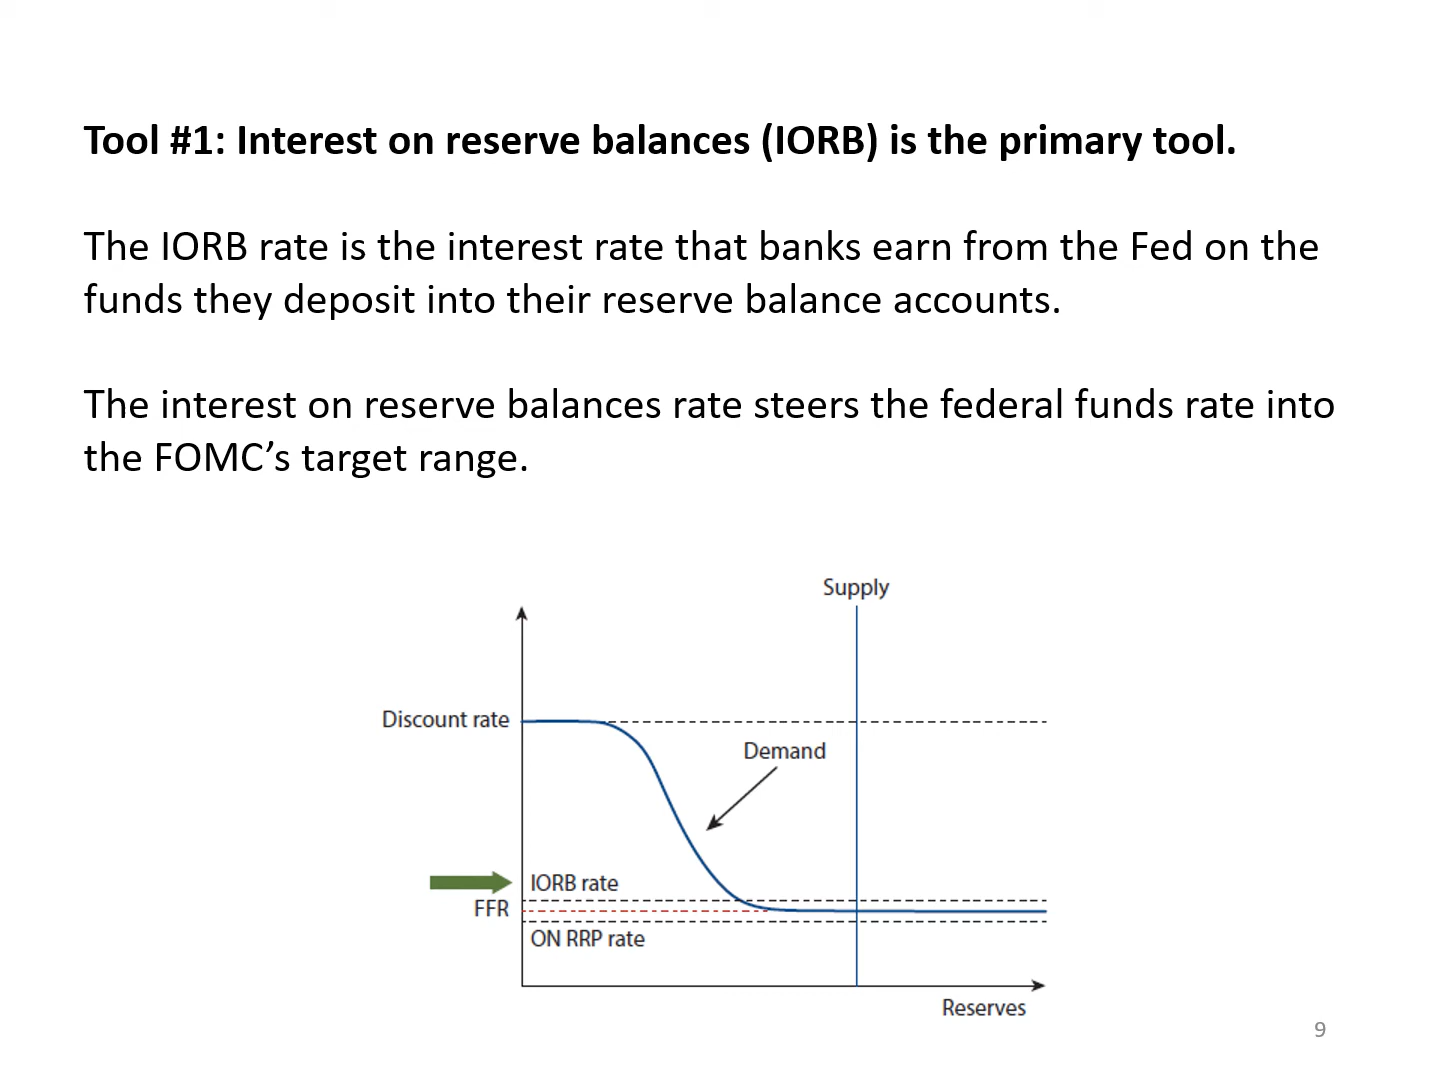 Tool #1: Interest on reserve balances (IORB) is the primary tool.
The IORB rate is the interest rate that banks earn from the Fed on the
funds they deposit into their reserve balance accounts.
The interest on reserve balances rate steers the federal funds rate into
the FOMC’s target range.
Supply
Discount rate
Demand
IORB rate
FFR
ON RRP rate
Reserves
9